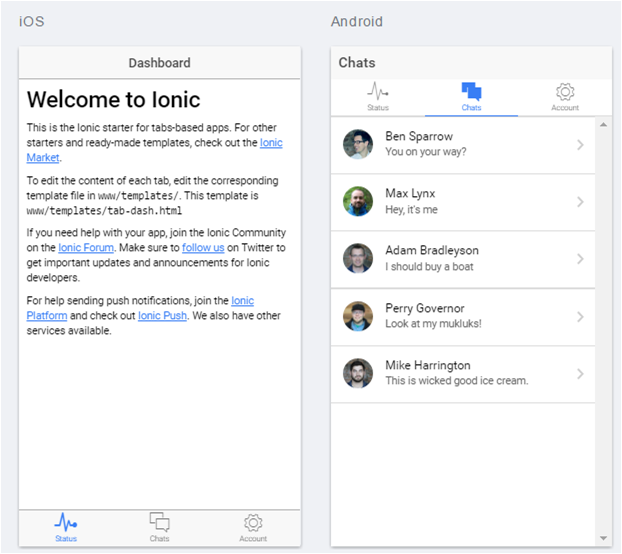 iOS
Dashboard
Welcome to Ionic
This is the Ionic starter for tabs-based apps. For other
starters and ready-made templates, check out the Ionic
Market.
To edit the content of each tab, edit the corresponding
template file in www/templates/. This template is
www/templates/tab-dash.html
If you need help with your app, join the Ionic Community
on the Ionic Forum. Make sure to follow us on Twitter to
get important updates and announcements for Ionic
developers.
For help sending push notifications, join the Ionic
Platform and check out Ionic Push. We also have other
services available.
Status
Chats
Account
Android
Chats
Status
Chats
Account
Ben Sparrow
You on your way?
Max Lynx
Hey, it's me
Adam Bradleyson
I should buy a boat
Perry Governor
Look at my mukluks!
Mike Harrington
This is wicked good ice cream.